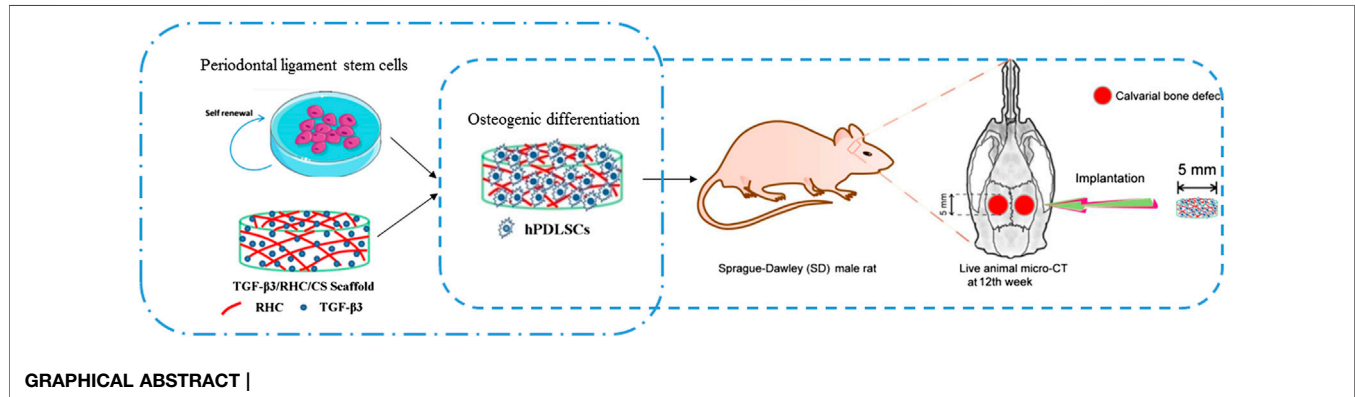 Periodontal ligament stem cells
Self renewal
TGF-β3/RHC/CS Scaffold
RHC TGF-β3
Osteogenic differentiation
hPDLSCs
Sprague-Dawley (SD) male rat
Calvarial bone defec
Implantation
5 mm
5 mm
Live animal micro-CT
at 12th week
GRAPHICAL ABSTRACT |